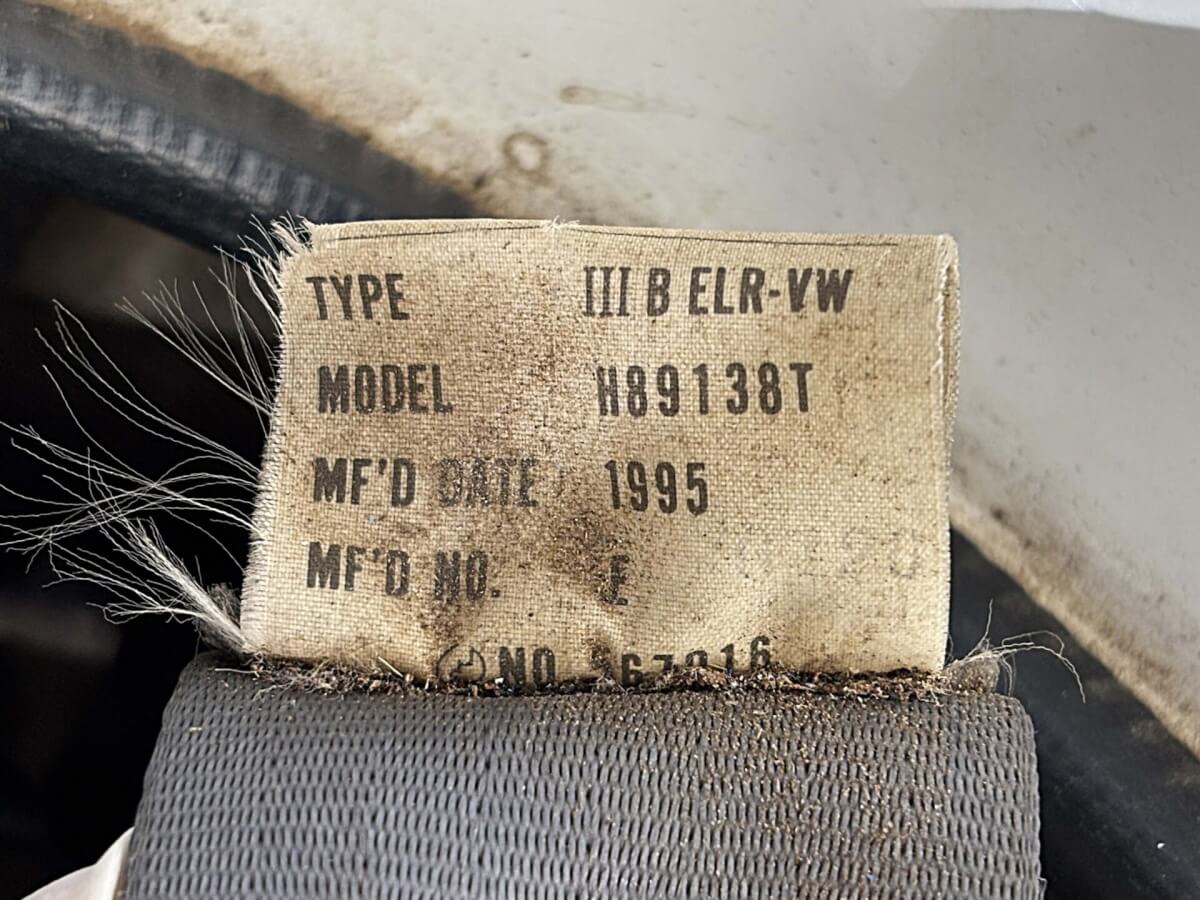 TYPE III B ELR-VW
MODEL H89138T
MF'D DATE 1995
MF'D NO. E
NO